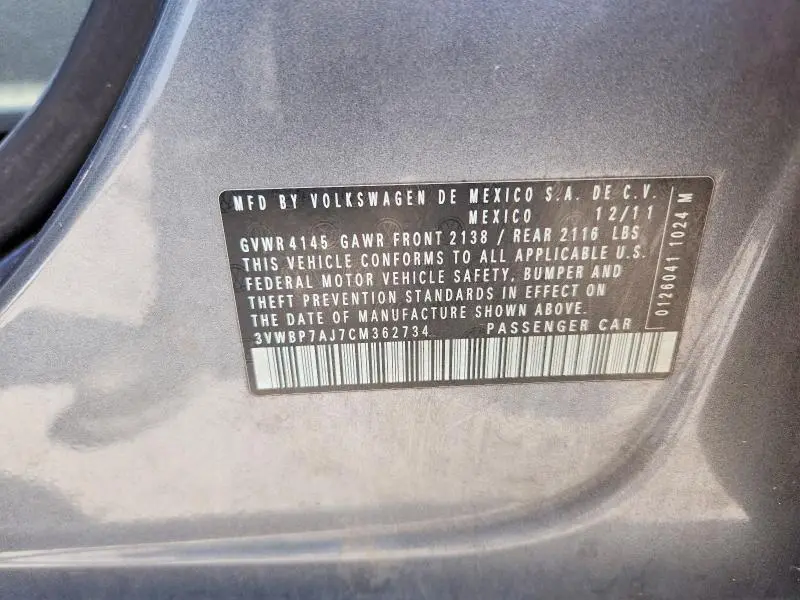 MFD BY VOLKSWAGEN DE MEXICO S.A. DE C.V.
MEXICO 12/11
GVWR 4145 GAWR FRONT 2138 / REAR 2116 LBS
THIS VEHICLE CONFORMS TO ALL APPLICABLE U.S.
FEDERAL MOTOR VEHICLE SAFETY, BUMPER AND
THEFT PREVENTION STANDARDS IN EFFECT ON
THE DATE OF MANUFACTURE SHOWN ABOVE.
3VWBP7AJ7CM362734 PASSENGER CAR
0126041 1024 M